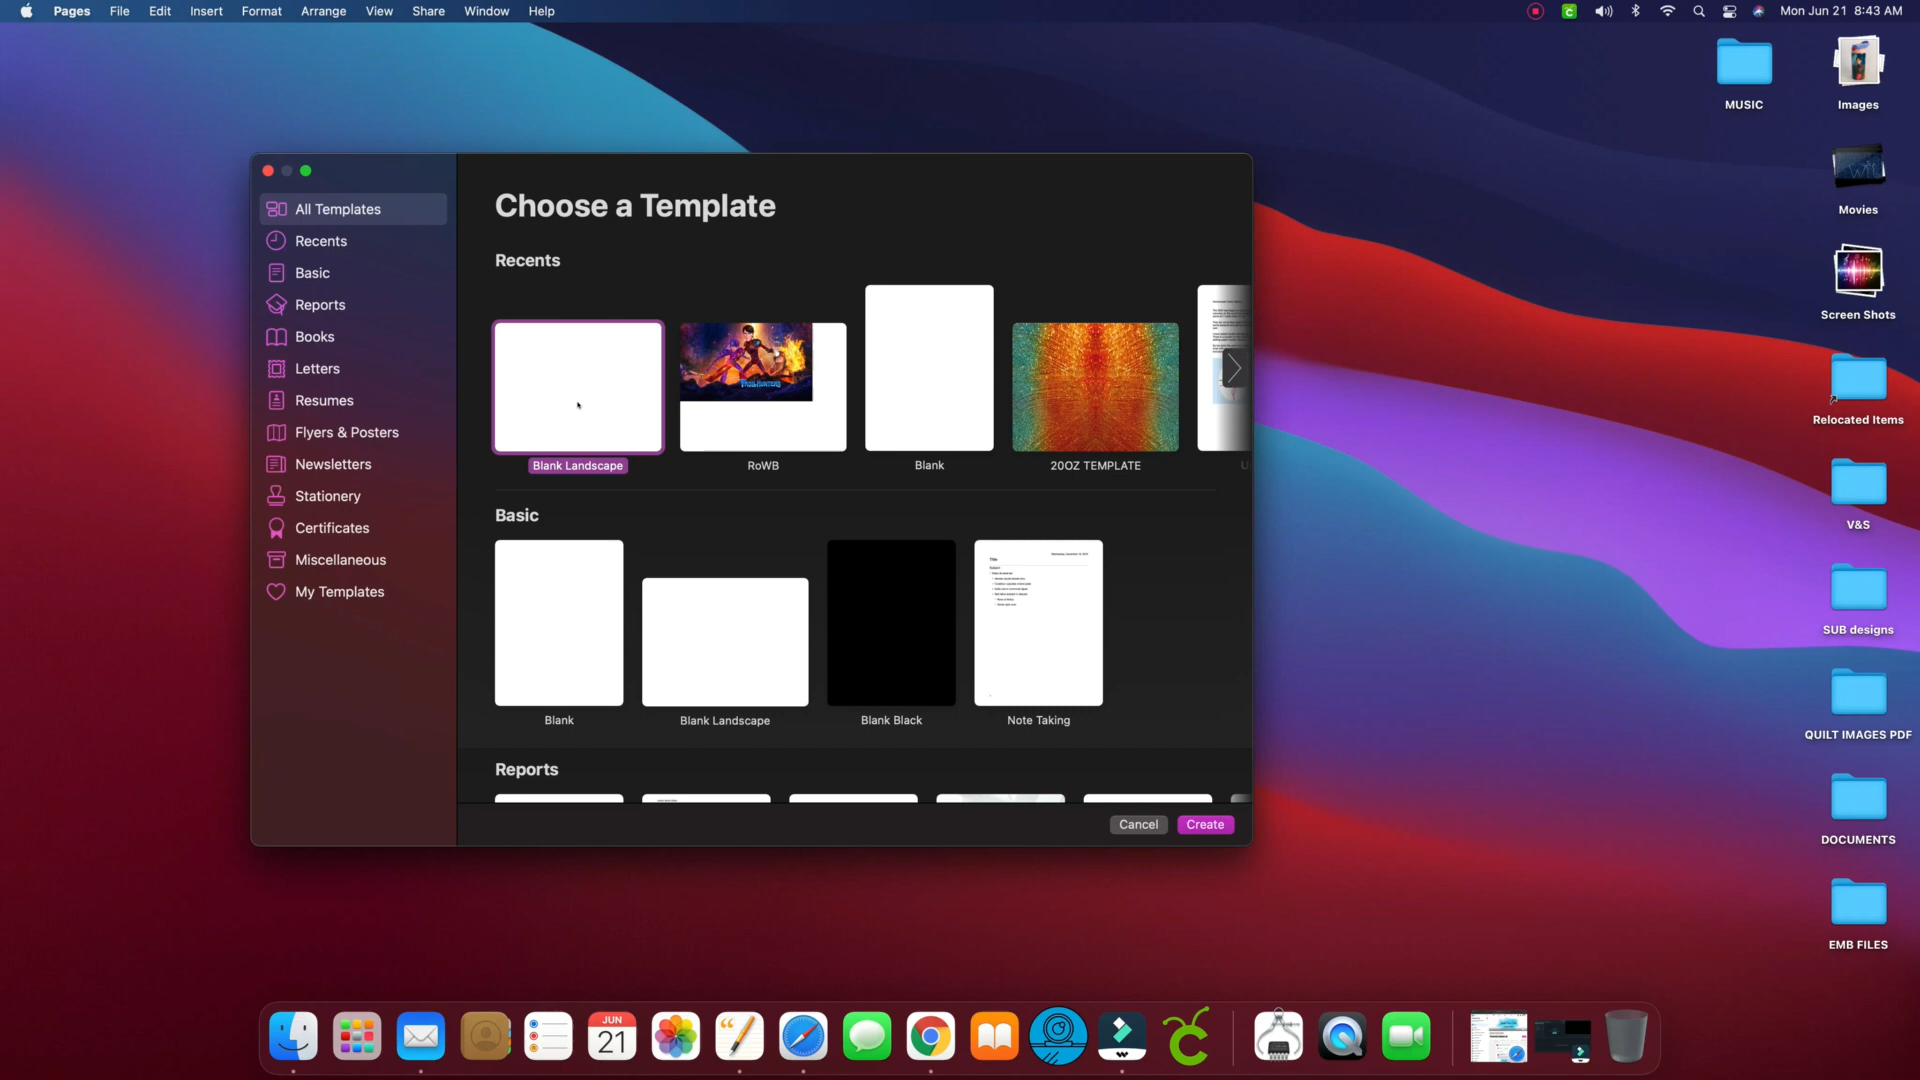 Pages File Edit Insert Format Arrange View Share Window Help
Mon Jun 21 8:43 AM
MUSIC
Images
Movies
Screen Shots
Relocated Items
V&S
SUB designs
QUILT IMAGES PDF
DOCUMENTS
EMB FILES
All Templates
Recents
Basic
Reports
Books
Letters
Resumes
Flyers & Posters
Newsletters
Stationery
Certificates
Miscellaneous
My Templates
Choose a Template
Recents
TROLLHUNTERS
Blank Landscape
RoWB
Blank
20OZ TEMPLATE
Basic
Title
Blank
Blank Landscape
Blank Black
Note Taking
Reports
Cancel
Create
JUN
21